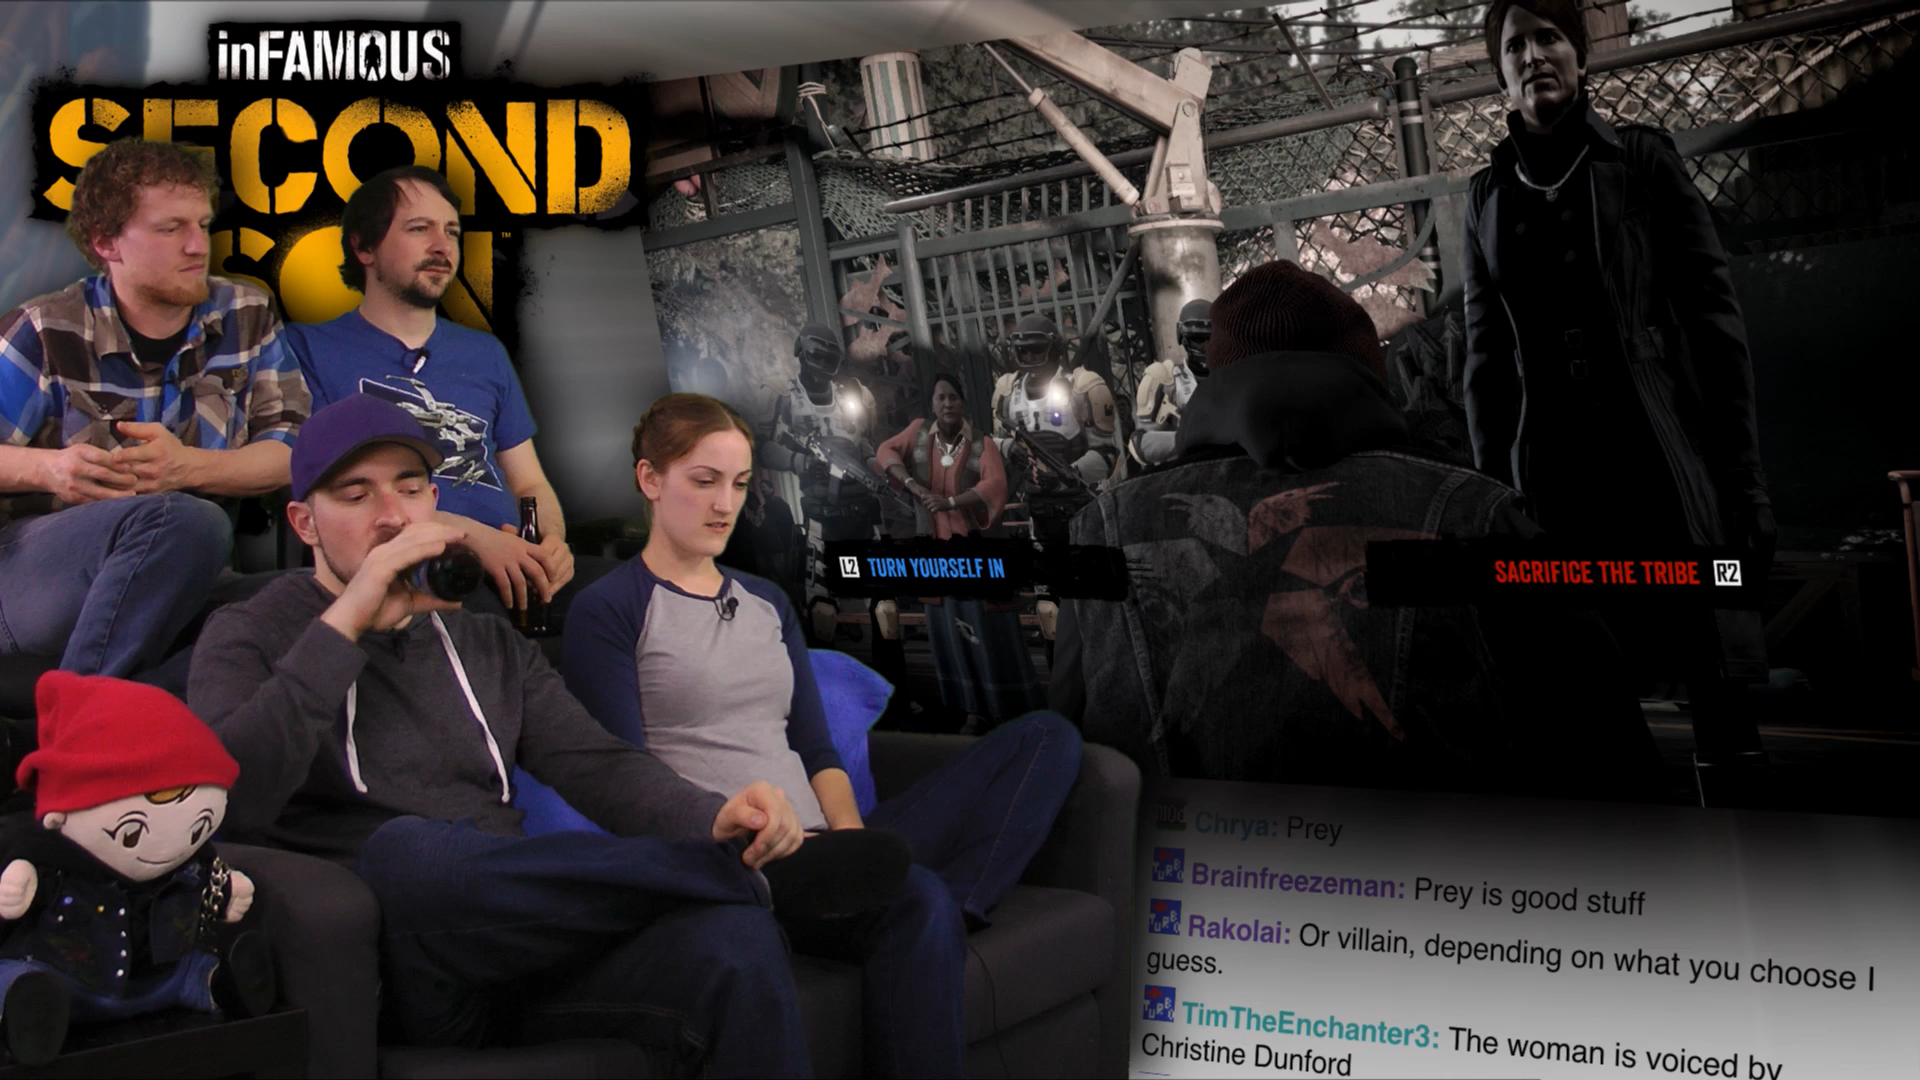 inFAMOUS
SECOND
SON™
L2 TURN YOURSELF IN
SACRIFICE THE TRIBE R2
Chrya: Prey
Brainfreezeman: Prey is good stuff
Rakolai: Or villain, depending on what you choose I
guess.
TimTheEnchanter3: The woman is voiced by
Christine Dunford